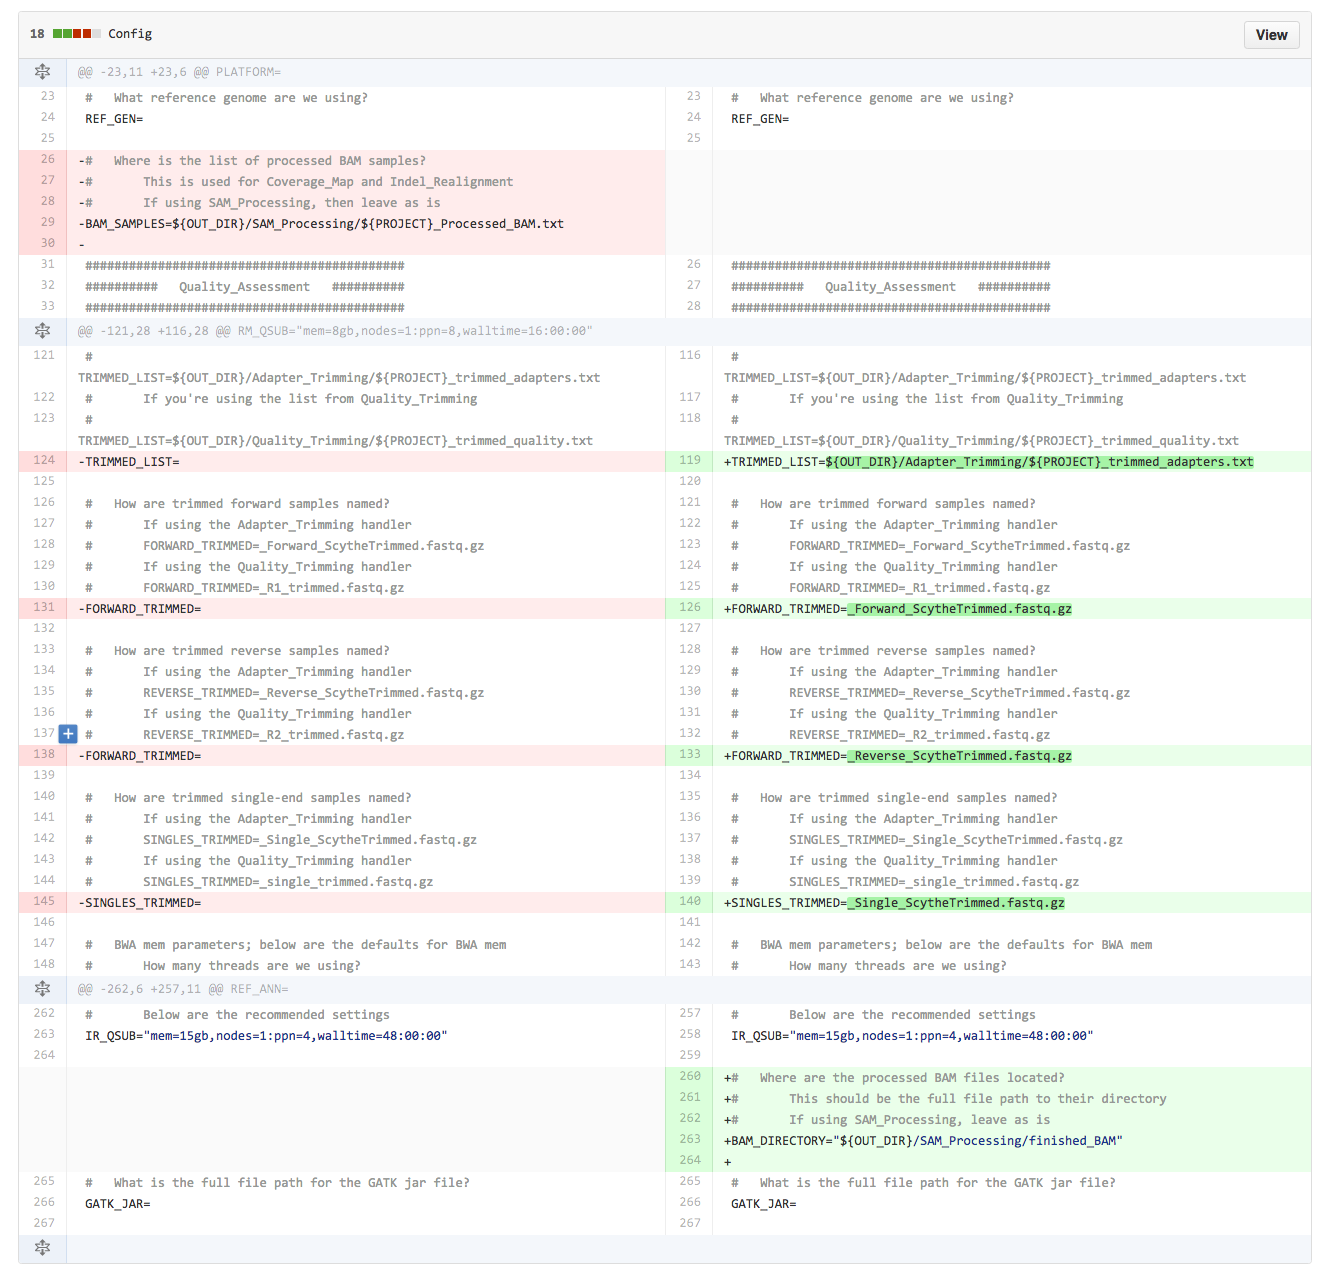 18 Config View
@@ -23,11 +23,6 @@ PLATFORM=
23 # What reference genome are we using? 23 # What reference genome are we using?
24 REF_GEN= 24 REF_GEN=
25 25
26 -# Where is the list of processed BAM samples?
27 -# This is used for Coverage_Map and Indel_Realignment
28 -# If using SAM_Processing, then leave as is
29 -BAM_SAMPLES=${OUT_DIR}/SAM_Processing/${PROJECT}_Processed_BAM.txt
30 -
31 ############################################ 26 ############################################
32 ########## Quality_Assessment ########## 27 ########## Quality_Assessment ##########
33 ############################################ 28 ############################################
@@ -121,28 +116,28 @@ RM_QSUB="mem=8gb,nodes=1:ppn=8,walltime=16:00:00"
121 # 116 #
TRIMMED_LIST=${OUT_DIR}/Adapter_Trimming/${PROJECT}_trimmed_adapters.txt TRIMMED_LIST=${OUT_DIR}/Adapter_Trimming/${PROJECT}_trimmed_adapters.txt
122 # If you're using the list from Quality_Trimming 117 # If you're using the list from Quality_Trimming
123 # 118 #
TRIMMED_LIST=${OUT_DIR}/Quality_Trimming/${PROJECT}_trimmed_quality.txt TRIMMED_LIST=${OUT_DIR}/Quality_Trimming/${PROJECT}_trimmed_quality.txt
124 -TRIMMED_LIST= 119 +TRIMMED_LIST=${OUT_DIR}/Adapter_Trimming/${PROJECT}_trimmed_adapters.txt
125 120
126 # How are trimmed forward samples named? 121 # How are trimmed forward samples named?
127 # If using the Adapter_Trimming handler 122 # If using the Adapter_Trimming handler
128 # FORWARD_TRIMMED=_Forward_ScytheTrimmed.fastq.gz 123 # FORWARD_TRIMMED=_Forward_ScytheTrimmed.fastq.gz
129 # If using the Quality_Trimming handler 124 # If using the Quality_Trimming handler
130 # FORWARD_TRIMMED=_R1_trimmed.fastq.gz 125 # FORWARD_TRIMMED=_R1_trimmed.fastq.gz
131 -FORWARD_TRIMMED= 126 +FORWARD_TRIMMED=_Forward_ScytheTrimmed.fastq.gz
132 127
133 # How are trimmed reverse samples named? 128 # How are trimmed reverse samples named?
134 # If using the Adapter_Trimming handler 129 # If using the Adapter_Trimming handler
135 # REVERSE_TRIMMED=_Reverse_ScytheTrimmed.fastq.gz 130 # REVERSE_TRIMMED=_Reverse_ScytheTrimmed.fastq.gz
136 # If using the Quality_Trimming handler 131 # If using the Quality_Trimming handler
137 + # REVERSE_TRIMMED=_R2_trimmed.fastq.gz 132 # REVERSE_TRIMMED=_R2_trimmed.fastq.gz
138 -FORWARD_TRIMMED= 133 +FORWARD_TRIMMED=_Reverse_ScytheTrimmed.fastq.gz
139 134
140 # How are trimmed single-end samples named? 135 # How are trimmed single-end samples named?
141 # If using the Adapter_Trimming handler 136 # If using the Adapter_Trimming handler
142 # SINGLES_TRIMMED=_Single_ScytheTrimmed.fastq.gz 137 # SINGLES_TRIMMED=_Single_ScytheTrimmed.fastq.gz
143 # If using the Quality_Trimming handler 138 # If using the Quality_Trimming handler
144 # SINGLES_TRIMMED=_single_trimmed.fastq.gz 139 # SINGLES_TRIMMED=_single_trimmed.fastq.gz
145 -SINGLES_TRIMMED= 140 +SINGLES_TRIMMED=_Single_ScytheTrimmed.fastq.gz
146 141
147 # BWA mem parameters; below are the defaults for BWA mem 142 # BWA mem parameters; below are the defaults for BWA mem
148 # How many threads are we using? 143 # How many threads are we using?
@@ -262,6 +257,11 @@ REF_ANN=
262 # Below are the recommended settings 257 # Below are the recommended settings
263 IR_QSUB="mem=15gb,nodes=1:ppn=4,walltime=48:00:00" 258 IR_QSUB="mem=15gb,nodes=1:ppn=4,walltime=48:00:00"
264 259
260 +# Where are the processed BAM files located?
261 +# This should be the full file path to their directory
262 +# If using SAM_Processing, leave as is
263 +BAM_DIRECTORY="${OUT_DIR}/SAM_Processing/finished_BAM"
264 +
265 # What is the full file path for the GATK jar file? 265 # What is the full file path for the GATK jar file?
266 GATK_JAR= 266 GATK_JAR=
267 267